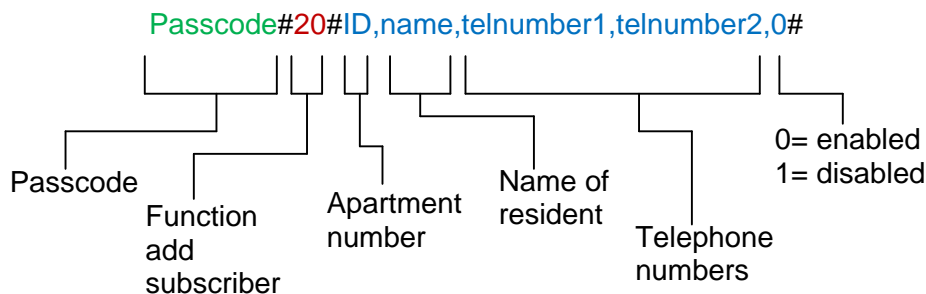 Passcode#20#ID,name,telnumber1,telnumber2,0#
0= enabled
1= disabled
Passcode
Function
add
subscriber
Apartment
number
Name of
resident
Telephone
numbers